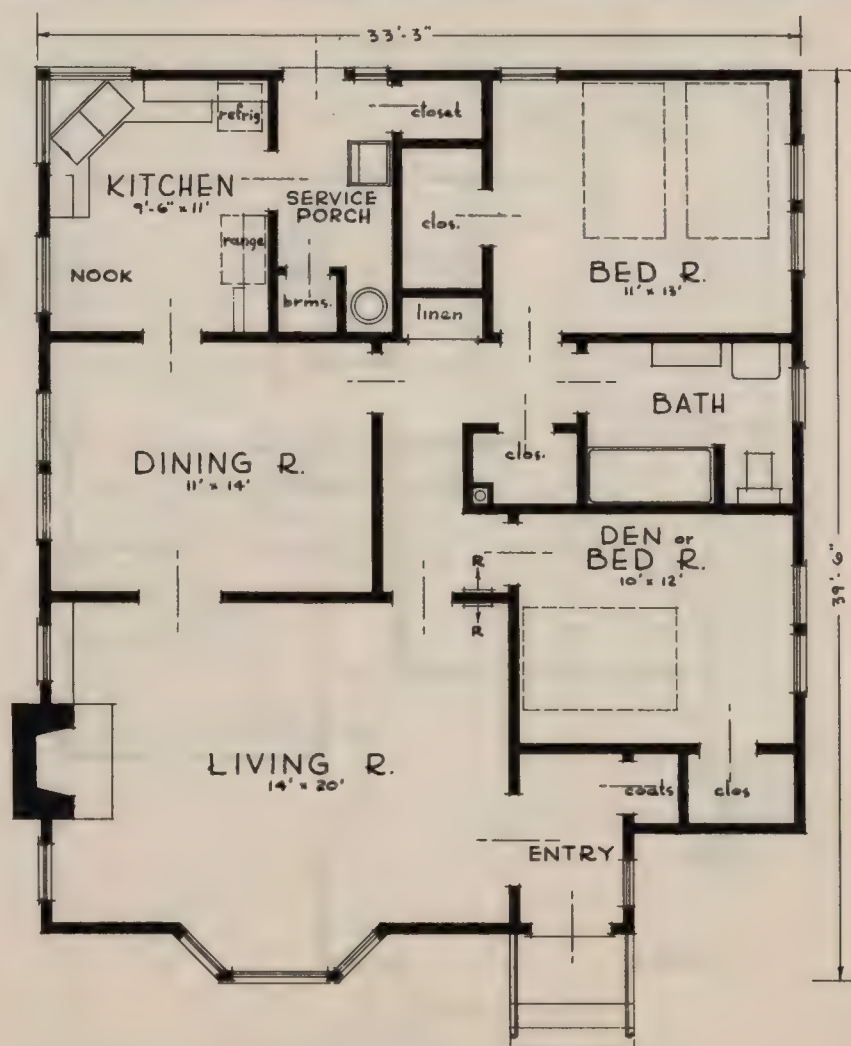 33'-3"
refrig
closet
KITCHEN
9'-6" x 11'
SERVICE
PORCH
clos.
range
NOOK
BED R.
11' x 13'
brms.
linen
BATH
DINING R.
11' x 14'
clos.
DEN or
BED R.
10' x 12'
R
R
39'-6"
LIVING R.
14' x 20'
coats
clos
ENTRY